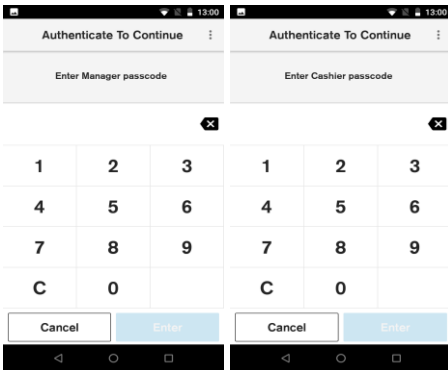 13:00
Authenticate To Continue
Enter Manager passcode
1 2 3
4 5 6
7 8 9
C 0
Cancel Enter
13:00
Authenticate To Continue
Enter Cashier passcode
1 2 3
4 5 6
7 8 9
C 0
Cancel Enter